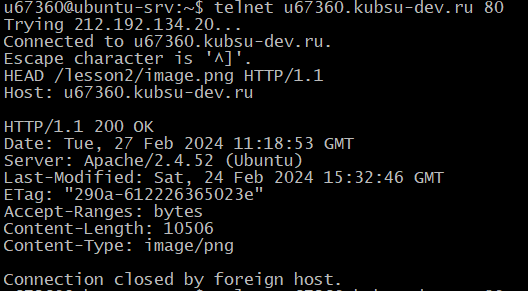 u67360@ubuntu-srv:~$ telnet u67360.kubsu-dev.ru 80
Trying 212.192.134.20...
Connected to u67360.kubsu-dev.ru.
Escape character is '^]'.
HEAD /lesson2/image.png HTTP/1.1
Host: u67360.kubsu-dev.ru

HTTP/1.1 200 OK
Date: Tue, 27 Feb 2024 11:18:53 GMT
Server: Apache/2.4.52 (Ubuntu)
Last-Modified: Sat, 24 Feb 2024 15:32:46 GMT
ETag: "290a-612226365023e"
Accept-Ranges: bytes
Content-Length: 10506
Content-Type: image/png

Connection closed by foreign host.